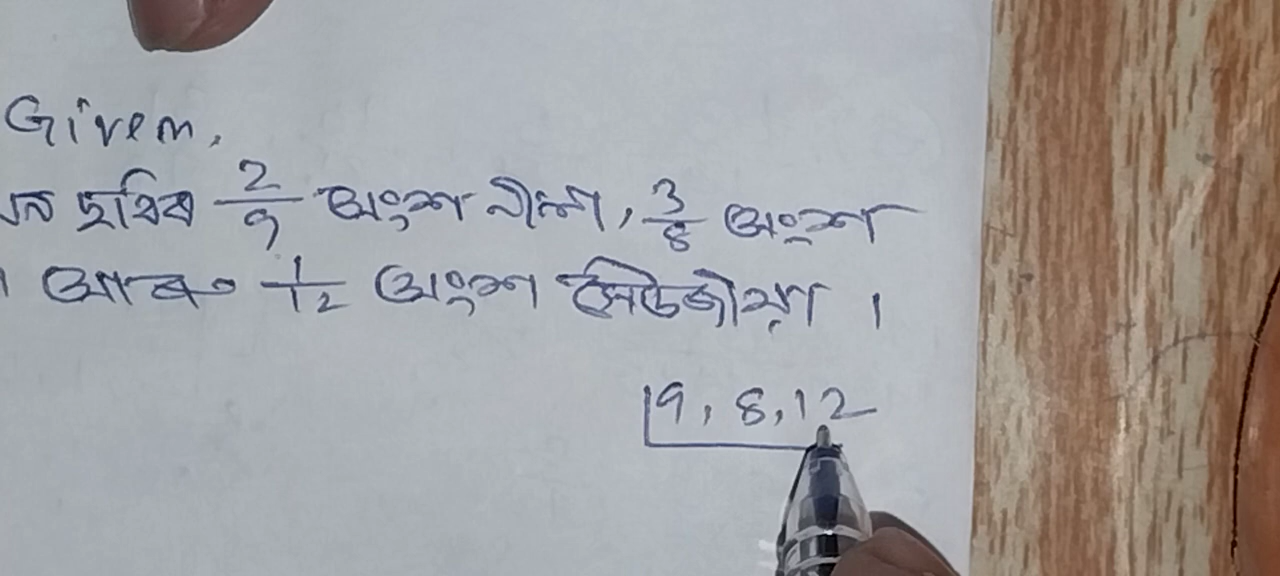 Given,
ছবিৰ 2/9 অংশ নীলা, 3/8 অংশ
আৰু 1/12 অংশ সেউজীয়া ।
9, 8, 12